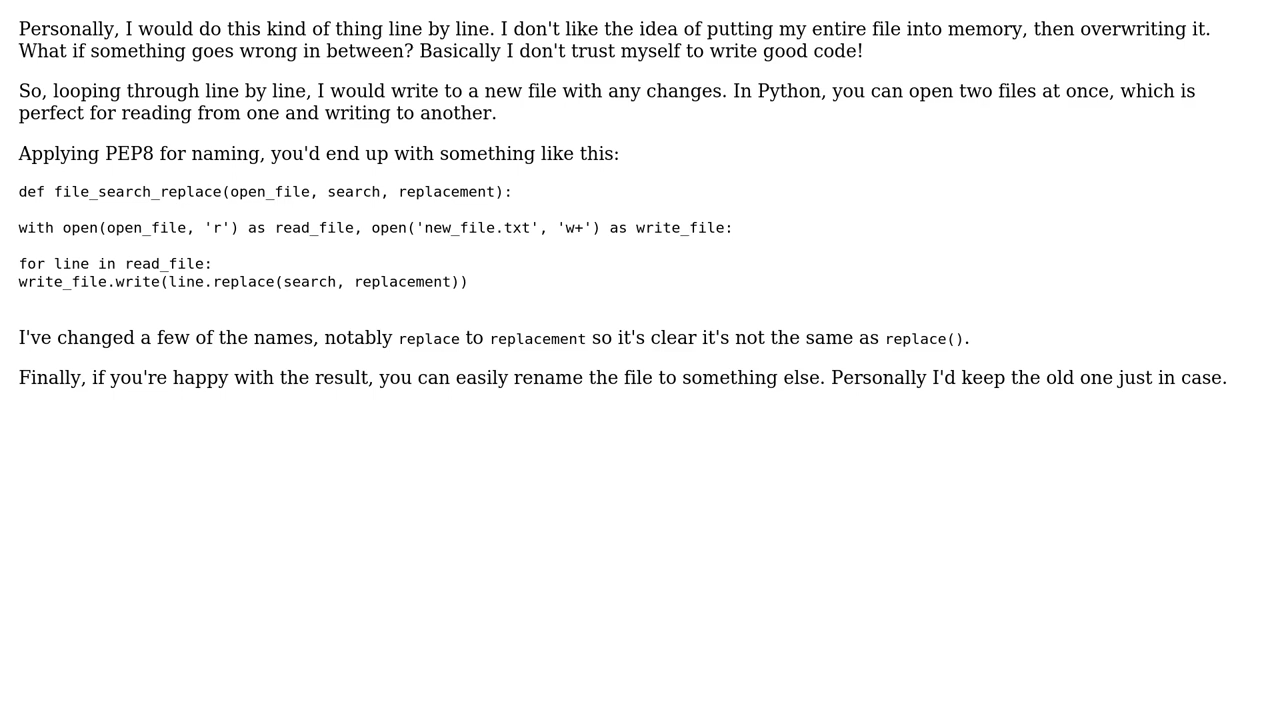 Personally, I would do this kind of thing line by line. I don't like the idea of putting my entire file into memory, then overwriting it.
What if something goes wrong in between? Basically I don't trust myself to write good code!
So, looping through line by line, I would write to a new file with any changes. In Python, you can open two files at once, which is
perfect for reading from one and writing to another.
Applying PEP8 for naming, you'd end up with something like this:
def file_search_replace(open_file, search, replacement):
with open(open_file, 'r') as read_file, open('new_file.txt', 'w+') as write_file:
for line in read_file:
write_file.write(line.replace(search, replacement))
I've changed a few of the names, notably replace to replacement so it's clear it's not the same as replace().
Finally, if you're happy with the result, you can easily rename the file to something else. Personally I'd keep the old one just in case.